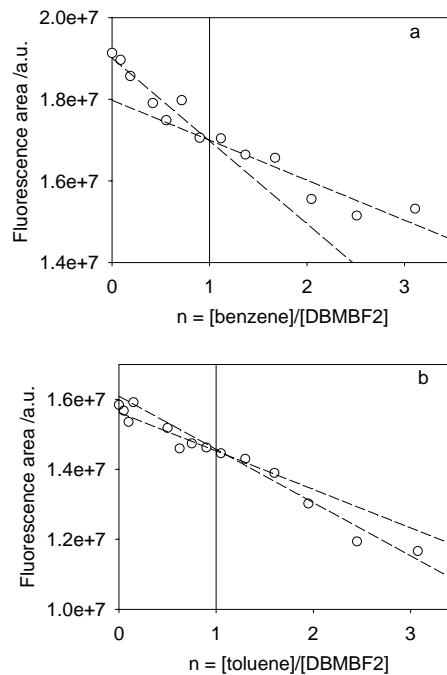 a
2.0e+7
1.8e+7
1.6e+7
1.4e+7
Fluorescence area /a.u.
0 1 2 3
n = [benzene]/[DBMBF2]
b
1.6e+7
1.4e+7
1.2e+7
1.0e+7
Fluorescence area /a.u.
0 1 2 3
n = [toluene]/[DBMBF2]